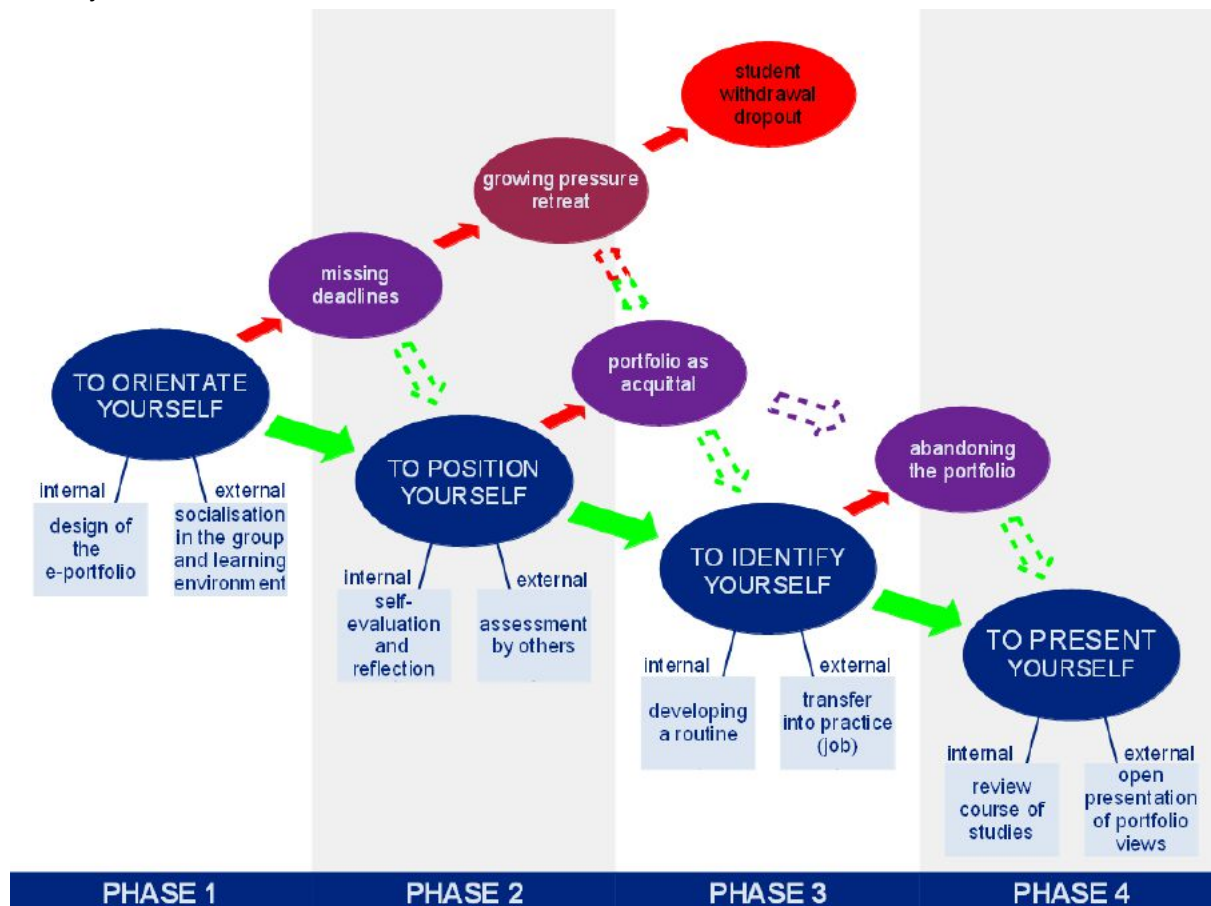 student
withdrawal
dropout
growing pressure
retreat
missing
deadlines
portfolio as
acquittal
TO ORIENTATE
YOURSELF
abandoning
the portfolio
TO POSITION
YOURSELF
internal
external
design of
the
e-portfolio
socialisation
in the group
and learning
environment
TO IDENTIFY
YOURSELF
internal
external
self-
evaluation
and
reflection
assessment
by others
TO PRESENT
YOURSELF
internal
external
developing
a routine
transfer
into practice
(job)
internal
external
review
course of
studies
open
presentation
of portfolio
views
PHASE 1
PHASE 2
PHASE 3
PHASE 4